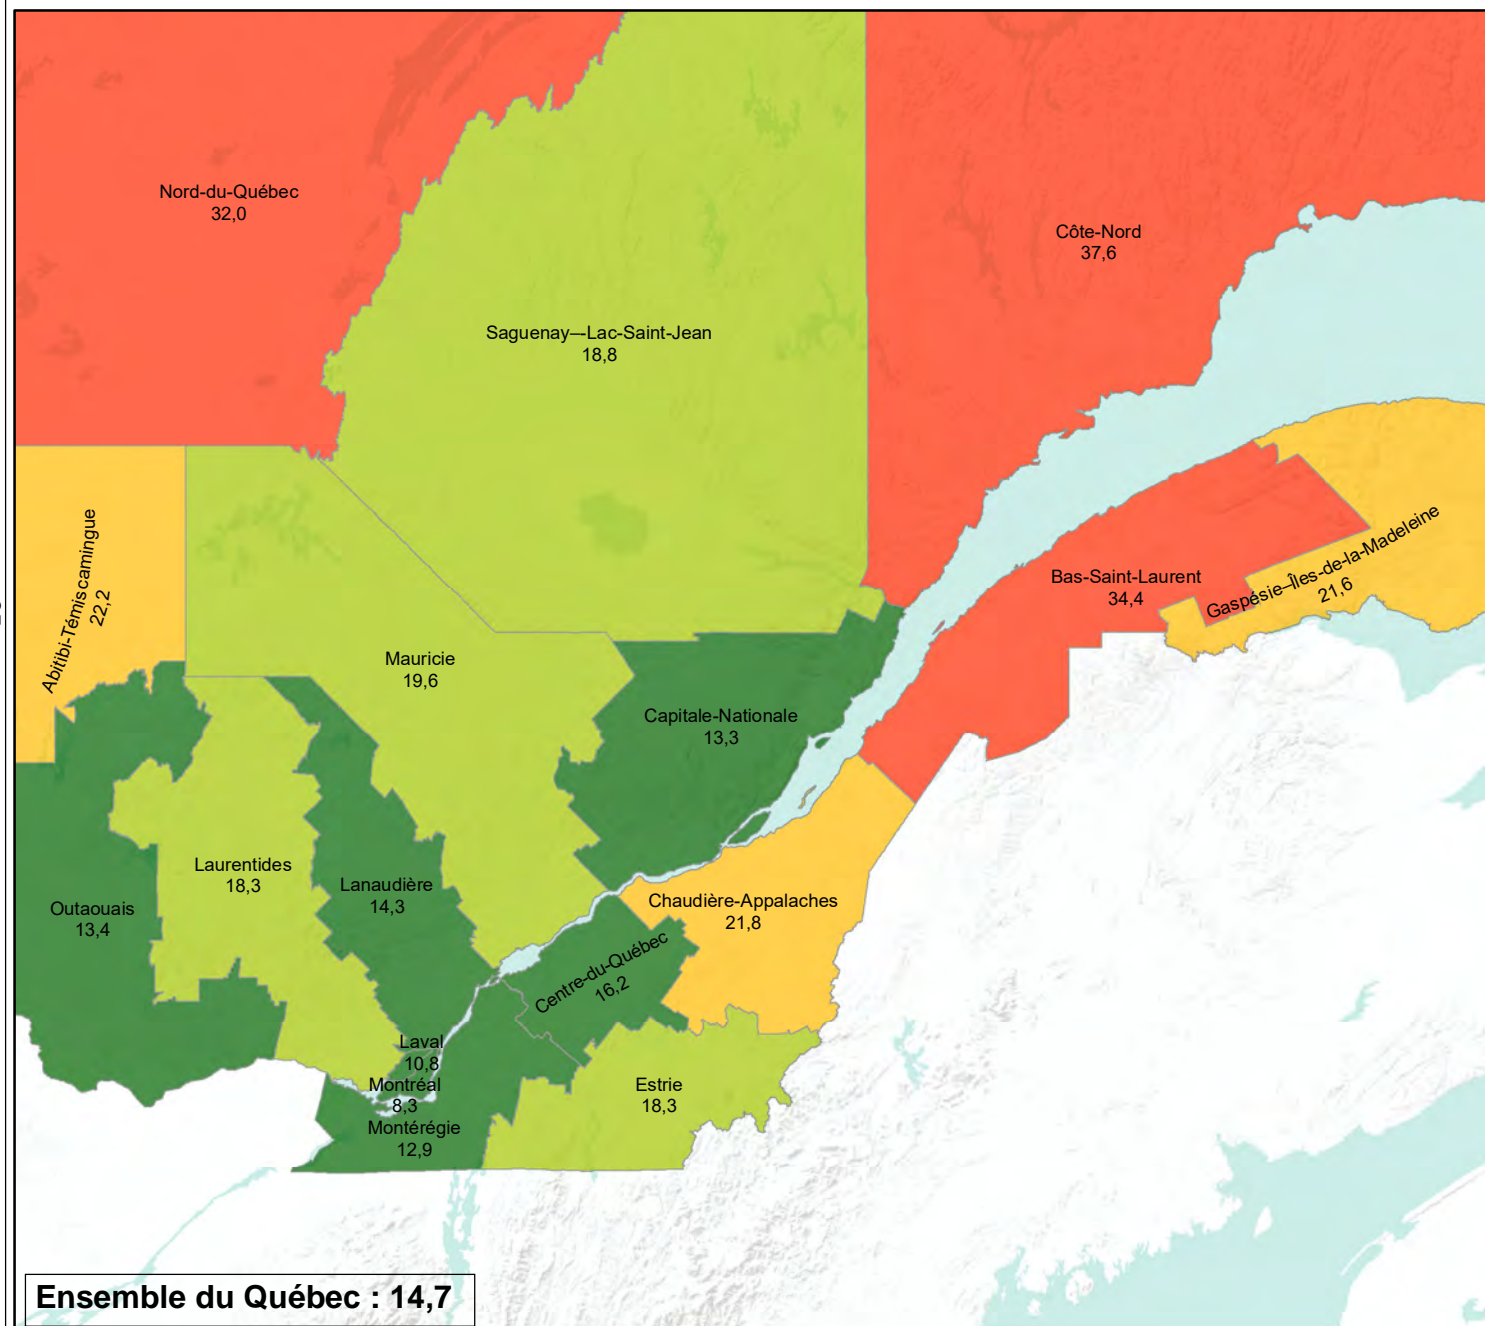 Nord-du-Québec
32,0
Côte-Nord
37,6
Saguenay—Lac-Saint-Jean
18,8
Abitibi-Témiscamingue
22,2
Bas-Saint-Laurent
34,4
Gaspésie–Îles-de-la-Madeleine
21,6
Mauricie
19,6
Capitale-Nationale
13,3
Laurentides
18,3
Lanaudière
14,3
Outaouais
13,4
Chaudière-Appalaches
21,8
Centre-du-Québec
16,2
Laval
10,8
Montréal
8,3
Montérégie
12,9
Estrie
18,3
Ensemble du Québec : 14,7